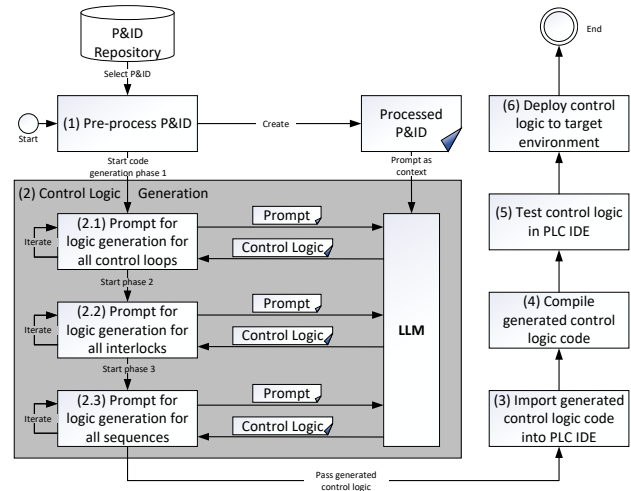 P&ID
Repository
Select P&ID
Start
(1) Pre-process P&ID
Create
Processed
P&ID
Start code
generation phase 1
Prompt as
context
(2) Control Logic Generation
(2.1) Prompt for
logic generation for
all control loops
Iterate
Prompt
Control Logic
Start phase 2
(2.2) Prompt for
logic generation for
all interlocks
Iterate
Prompt
Control Logic
Start phase 3
(2.3) Prompt for
logic generation for
all sequences
Iterate
Prompt
Control Logic
LLM
Pass generated
control logic
(3) Import generated
control logic code
into PLC IDE
(4) Compile
generated control
logic code
(5) Test control logic
in PLC IDE
(6) Deploy control
logic to target
environment
End